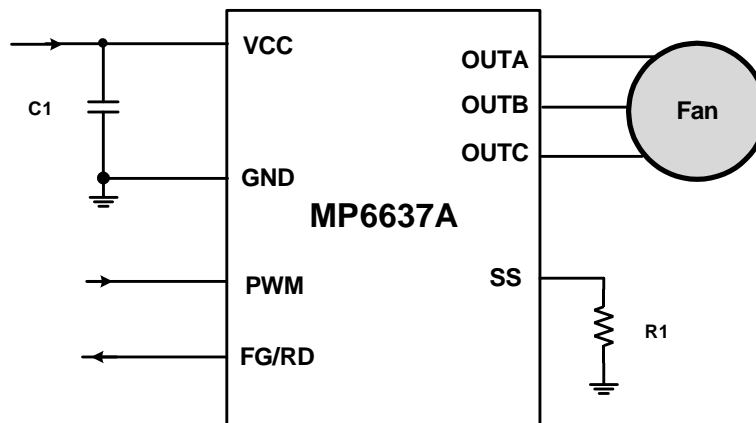 VCC
OUTA
C1
OUTB
Fan
OUTC
GND
MP6637A
PWM
SS
R1
FG/RD